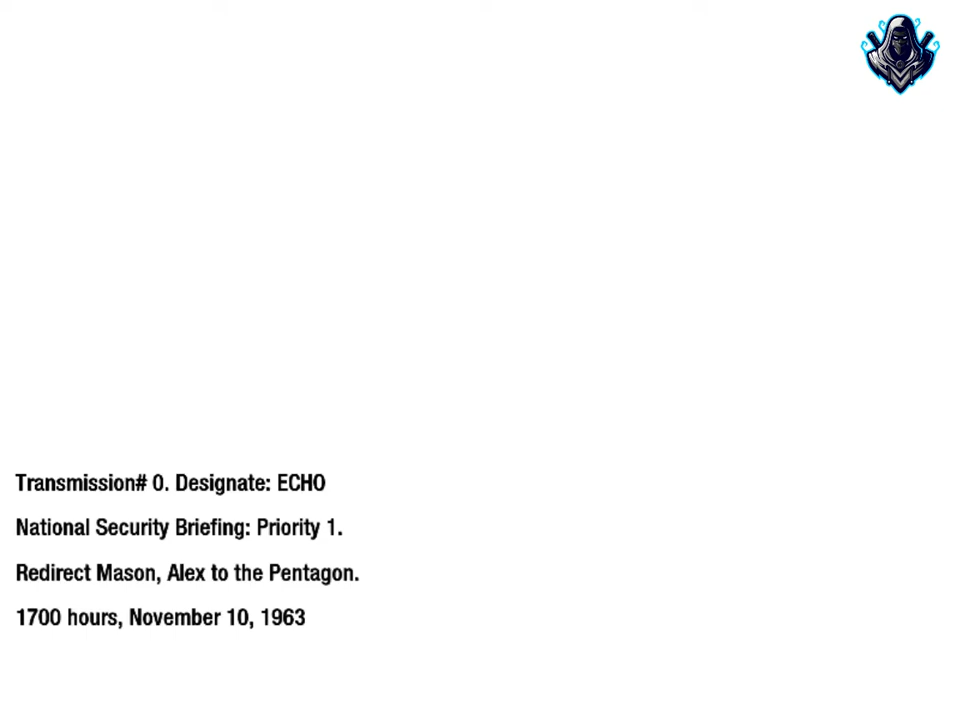 Transmission# 0. Designate: ECHO
National Security Briefing: Priority 1.
Redirect Mason, Alex to the Pentagon.
1700 hours, November 10, 1963